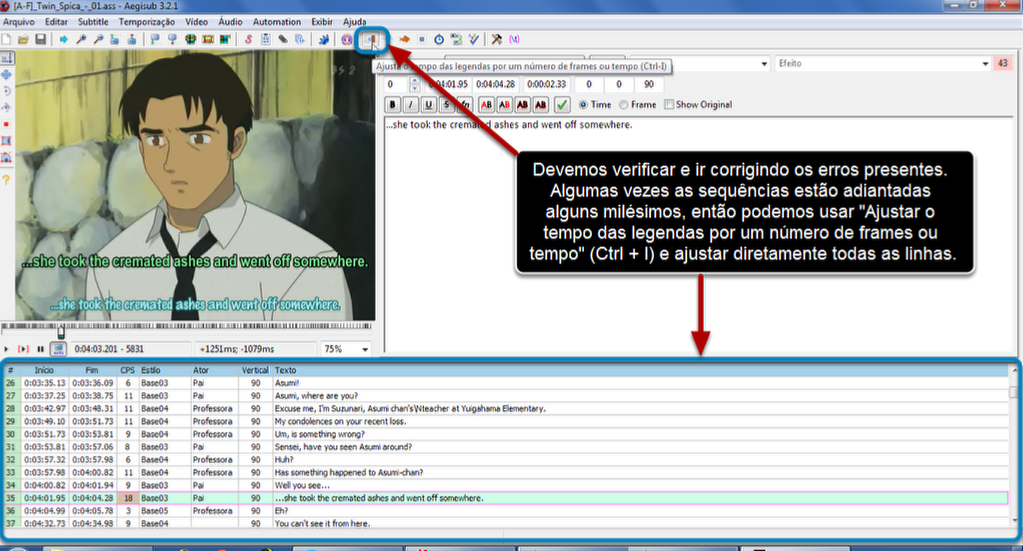 [A-F]_Twin_Spica_-_01.ass - Aegisub 3.2.1
Arquivo Editar Subtitle Temporização Vídeo Áudio Automation Exibir Ajuda
Ajusta o tempo das legendas por um número de frames ou tempo (Ctrl-I)
Efeito 43
0 0:04:01.95 0:04:04.28 0:00:02.33 0 0 90
B I U S fn AB AB AB AB Time Frame Show Original
...she took the cremated ashes and went off somewhere.
Devemos verificar e ir corrigindo os erros presentes.
Algumas vezes as sequências estão adiantadas
alguns milésimos, então podemos usar "Ajustar o
tempo das legendas por um número de frames ou
tempo" (Ctrl + I) e ajustar diretamente todas as linhas.
...she took the cremated ashes and went off somewhere.
...she took the cremated ashes and went off somewhere.
0:04:03.201 - 5831 +1251ms; -1079ms 75%
# Início Fim CPS Estilo Ator Vertical Texto
26 0:03:35.13 0:03:36.09 6 Base03 Pai 90 Asumi!
27 0:03:37.25 0:03:38.75 11 Base03 Pai 90 Asumi, where are you?
28 0:03:42.97 0:03:48.31 11 Base04 Professora 90 Excuse me, I'm Suzunari, Asumi chan's\Nteacher at Yuigahama Elementary.
29 0:03:49.10 0:03:51.73 11 Base04 Professora 90 My condolences on your recent loss.
30 0:03:51.73 0:03:53.81 9 Base04 Professora 90 Um, is something wrong?
31 0:03:53.81 0:03:57.06 8 Base03 Pai 90 Sensei, have you seen Asumi around?
32 0:03:57.32 0:03:57.98 6 Base04 Professora 90 Huh?
33 0:03:57.98 0:04:00.82 11 Base04 Professora 90 Has something happened to Asumi-chan?
34 0:04:00.82 0:04:01.94 9 Base03 Pai 90 Well you see...
35 0:04:01.95 0:04:04.28 18 Base03 Pai 90 ...she took the cremated ashes and went off somewhere.
36 0:04:04.99 0:04:05.78 3 Base05 Professora 90 Eh?
37 0:04:32.73 0:04:34.98 9 Base04 90 You can't see it from here.